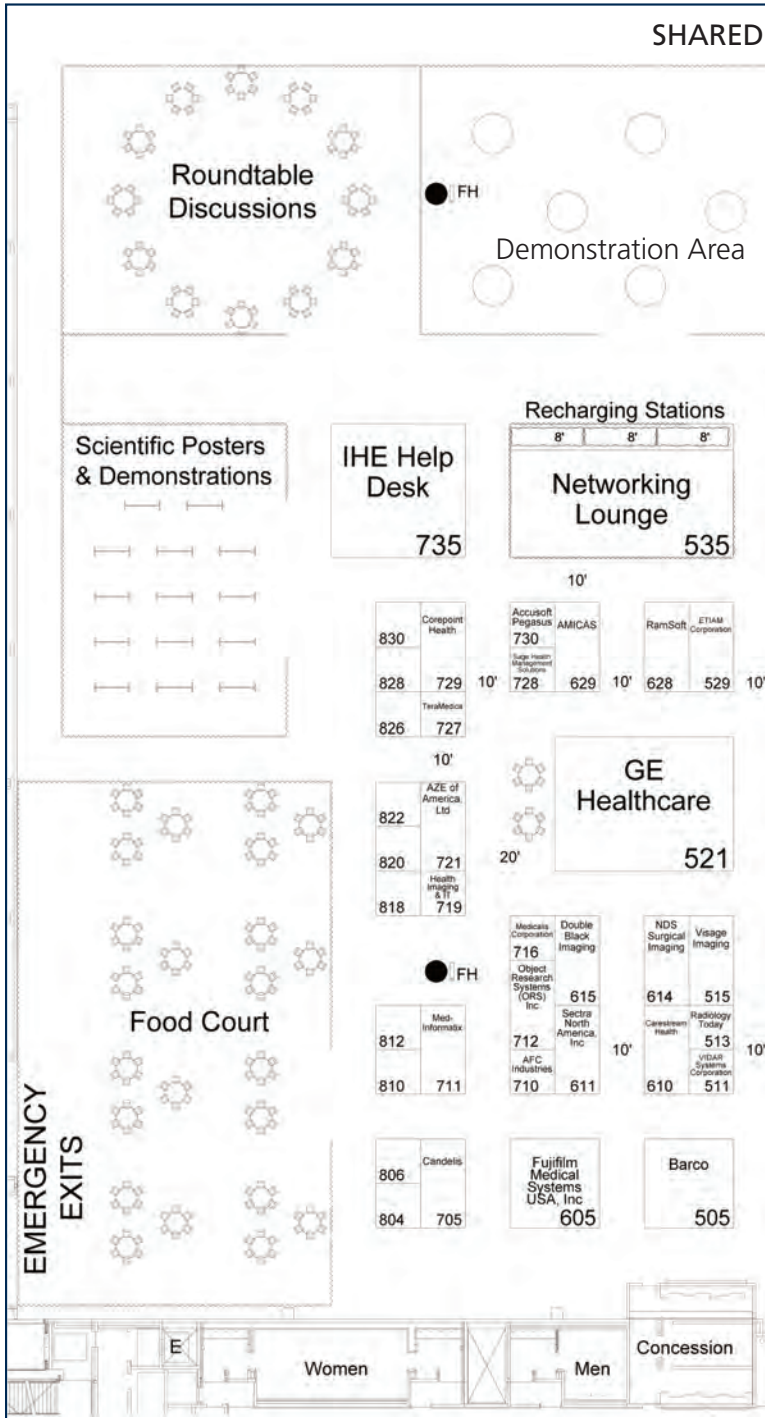 SHARED
Roundtable
Discussions
FH
Demonstration Area
Recharging Stations
8' 8' 8'
Scientific Posters
& Demonstrations
IHE Help
Desk
735
Networking
Lounge
535
10'
830
Corepoint
Health
828
729
10'
826
TeraMedica
727
Accusoft
Pegasus
730
AMICAS
Sage Health
Management
Solutions
728
629
10'
RamSoft
628
ETIAM
Corporation
529
10'
10'
822
AZE of
America,
Ltd
820
721
818
Health
Imaging
& IT
719
20'
GE
Healthcare
521
FH
Medicalis
Corporation
716
Double
Black
Imaging
615
Object
Research
Systems
(ORS)
Inc
712
Sectra
North
America,
Inc
AFC
Industries
710
611
10'
NDS
Surgical
Imaging
614
Visage
Imaging
515
Carestream
Health
610
Radiology
Today
513
VIDAR
Systems
Corporation
511
10'
812
Med-
Informatix
810
711
806
Candelis
804
705
Fujifilm
Medical
Systems
USA, Inc
605
Barco
505
Food Court
EMERGENCY
EXITS
E
Women
Men
Concession